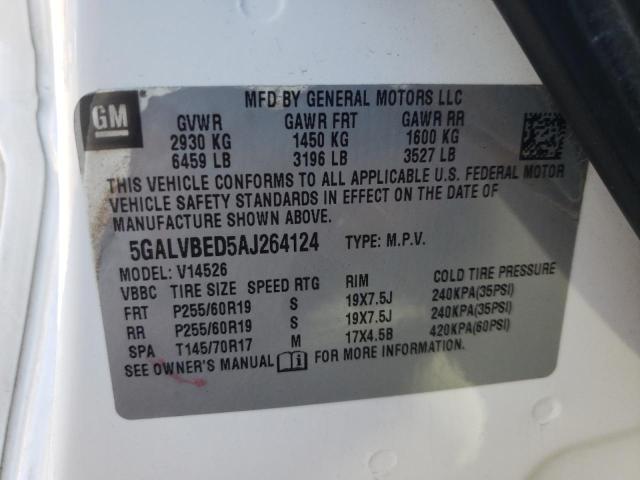 GM
MFD BY GENERAL MOTORS LLC
GVWR GAWR FRT GAWR RR
2930 KG 1450 KG 1600 KG
6459 LB 3196 LB 3527 LB
THIS VEHICLE CONFORMS TO ALL APPLICABLE U.S. FEDERAL MOTOR
VEHICLE SAFETY STANDARDS IN EFFECT ON THE DATE OF
MANUFACTURE SHOWN ABOVE.
5GALVBED5AJ264124 TYPE: M.P.V.
MODEL: V14526
VBBC TIRE SIZE SPEED RTG RIM COLD TIRE PRESSURE
FRT P255/60R19 S 19X7.5J 240KPA(35PSI)
RR P255/60R19 S 19X7.5J 240KPA(35PSI)
SPA T145/70R17 M 17X4.5B 420KPA(60PSI)
SEE OWNER'S MANUAL i FOR MORE INFORMATION.